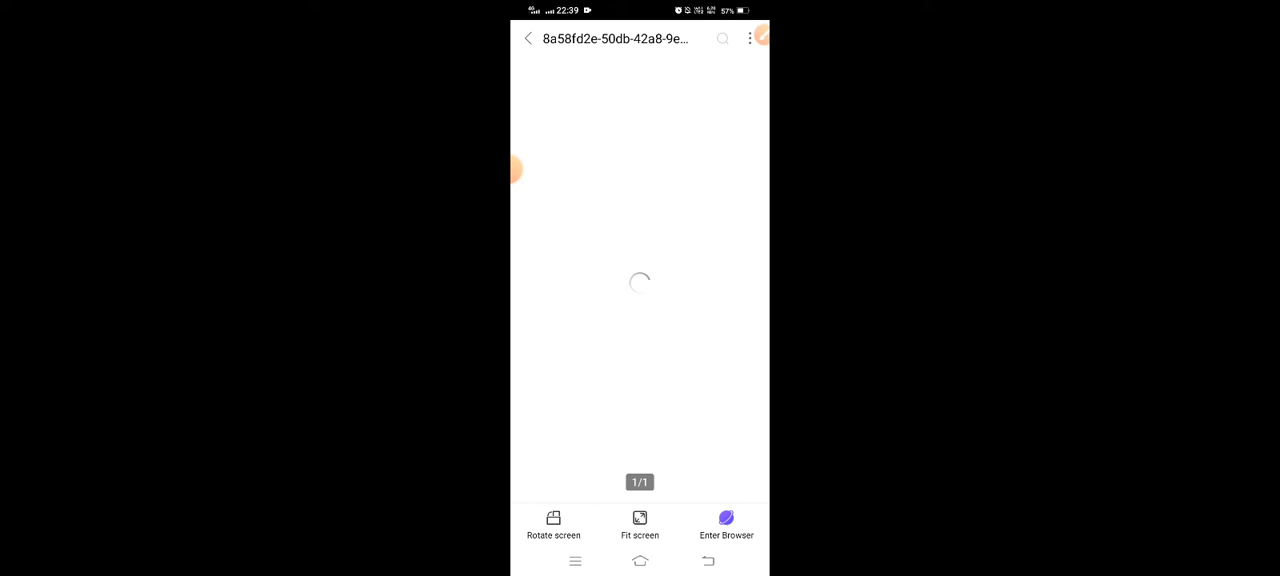 22:39
57%
8a58fd2e-50db-42a8-9e...
1/1
Rotate screen
Fit screen
Enter Browser